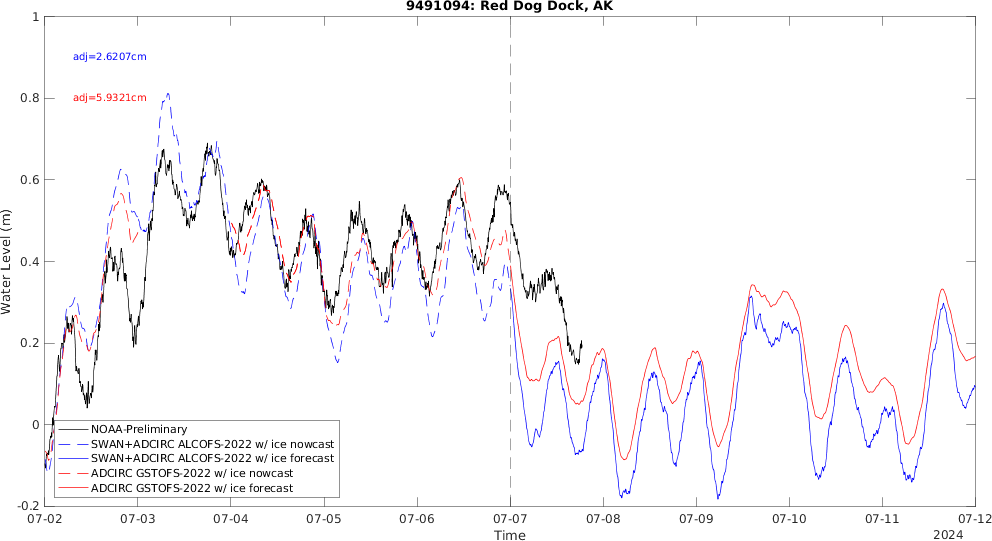 9491094: Red Dog Dock, AK
adj=2.6207cm
adj=5.9321cm
Water Level (m)
1
0.8
0.6
0.4
0.2
0
-0.2
NOAA-Preliminary
SWAN+ADCIRC ALCOFS-2022 w/ ice nowcast
SWAN+ADCIRC ALCOFS-2022 w/ ice forecast
ADCIRC GSTOFS-2022 w/ ice nowcast
ADCIRC GSTOFS-2022 w/ ice forecast
07-02 07-03 07-04 07-05 07-06 07-07 07-08 07-09 07-10 07-11 07-12
Time
2024